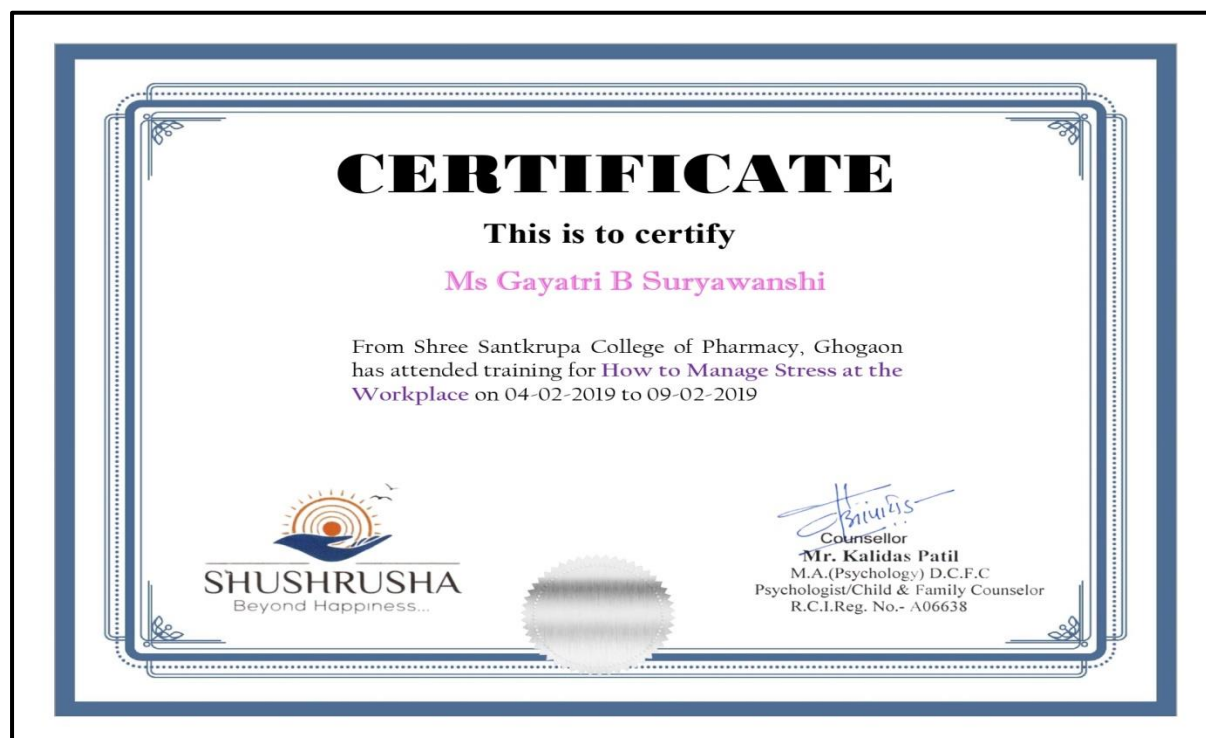 CERTIFICATE
This is to certify
Ms Gayatri B Suryawanshi
From Shree Santkrupa College of Pharmacy, Ghogaon
has attended training for How to Manage Stress at the
Workplace on 04-02-2019 to 09-02-2019
SHUSHRUSHA
Beyond Happiness...
Counsellor
Mr. Kalidas Patil
M.A.(Psychology) D.C.F.C
Psychologist/Child & Family Counselor
R.C.I.Reg. No.- A06638